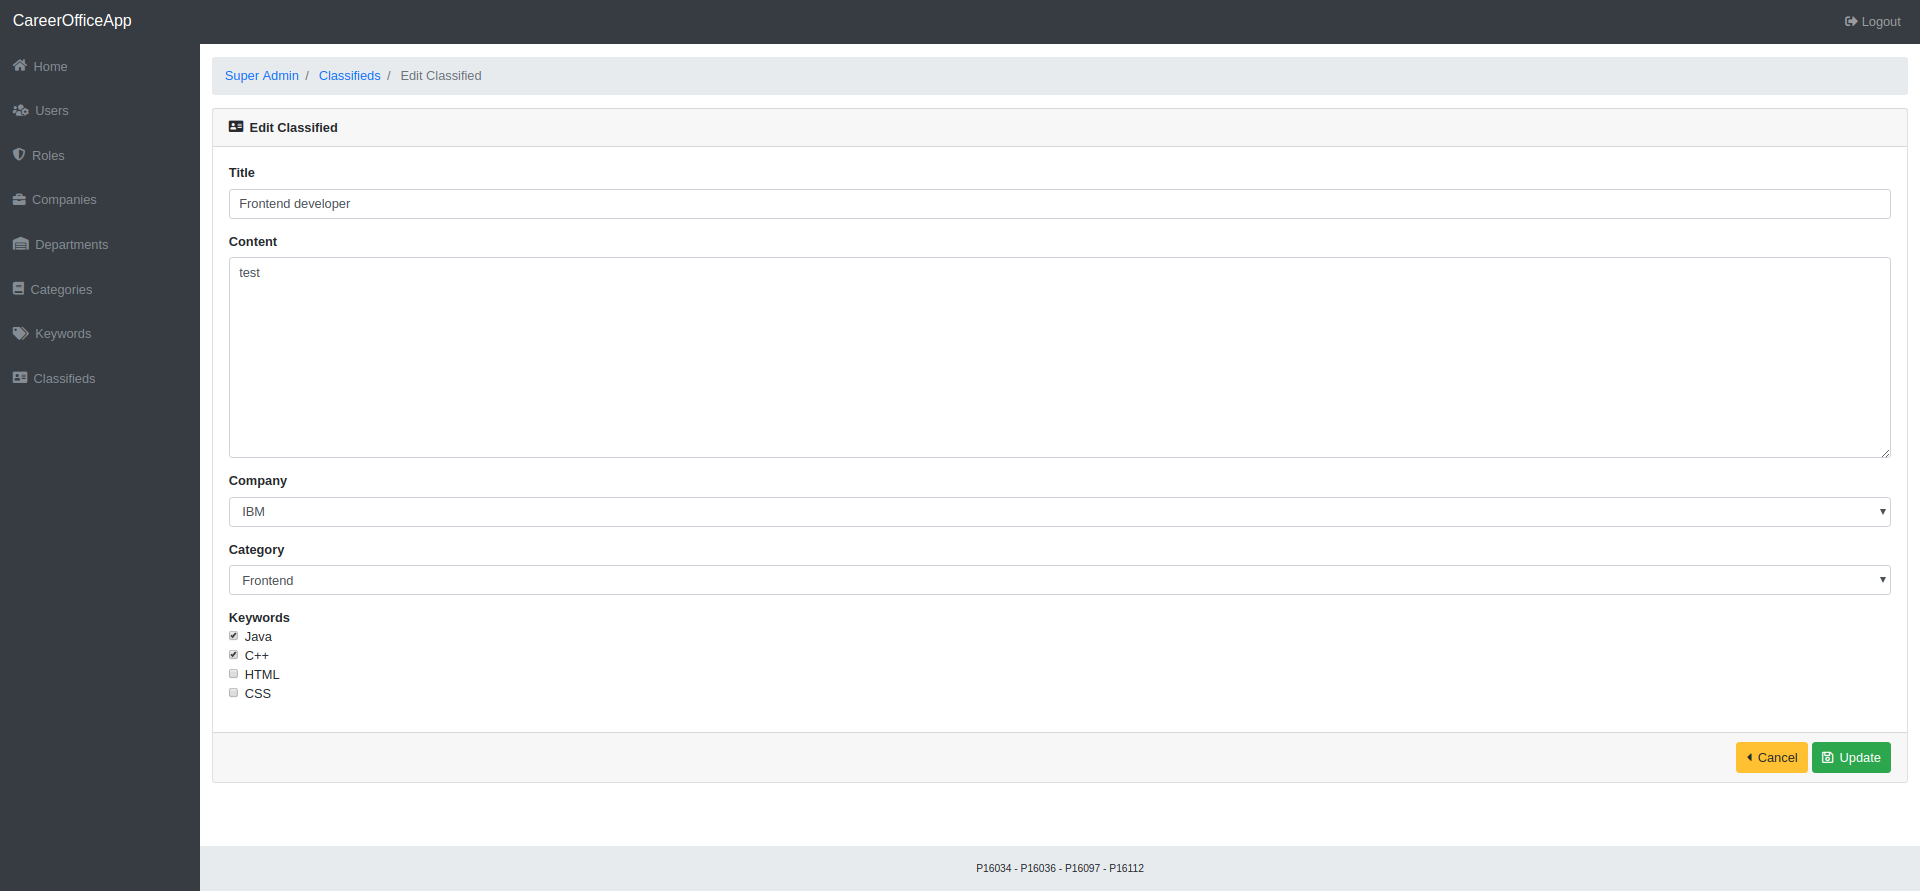 CareerOfficeApp
Logout
Home
Users
Roles
Companies
Departments
Categories
Keywords
Classifieds
Super Admin / Classifieds / Edit Classified
Edit Classified
Title
Frontend developer
Content
test
Company
IBM
Category
Frontend
Keywords
Java
C++
HTML
CSS
Cancel Update
P16034 - P16036 - P16097 - P16112